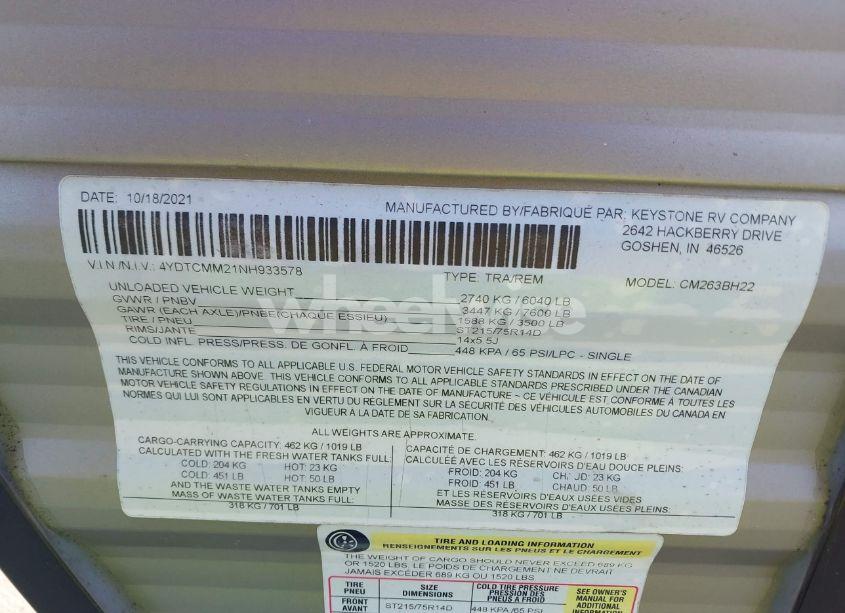 DATE: 10/18/2021
MANUFACTURED BY/FABRIQUÉ PAR: KEYSTONE RV COMPANY
2642 HACKBERRY DRIVE
GOSHEN, IN 46526
V.I.N./N.I.V.: 4YDTCMM21NH933578
TYPE: TRA/REM
MODEL: CM263BH22
UNLOADED VEHICLE WEIGHT 2740 KG / 6040 LB
GVWR / PNBV 3447 KG / 7600 LB
GAWR (EACH AXLE)/PNBE(CHAQUE ESSIEU) 1588 KG / 3500 LB
TIRE / PNEU ST215/75R14D
RIMS/JANTE 14x5.5J
COLD INFL. PRESS/PRESS. DE GONFL. À FROID 448 KPA / 65 PSI/LPC - SINGLE
THIS VEHICLE CONFORMS TO ALL APPLICABLE U.S. FEDERAL MOTOR VEHICLE SAFETY STANDARDS IN EFFECT ON THE DATE OF
MANUFACTURE SHOWN ABOVE. THIS VEHICLE CONFORMS TO ALL APPLICABLE STANDARDS PRESCRIBED UNDER THE CANADIAN
MOTOR VEHICLE SAFETY REGULATIONS IN EFFECT ON THE DATE OF MANUFACTURE ~ CE VÉHICULE EST CONFORME À TOUTES LES
NORMES QUI LUI SONT APPLICABLES EN VERTU DU RÈGLEMENT SUR LA SÉCURITÉ DES VÉHICULES AUTOMOBILES DU CANADA EN
VIGUEUR À LA DATE DE SA FABRICATION.
ALL WEIGHTS ARE APPROXIMATE.
CARGO-CARRYING CAPACITY: 462 KG / 1019 LB
CALCULATED WITH THE FRESH WATER TANKS FULL:
COLD: 204 KG HOT: 23 KG
COLD: 451 LB HOT: 50 LB
AND THE WASTE WATER TANKS EMPTY
MASS OF WASTE WATER TANKS FULL:
318 KG / 701 LB
CAPACITÉ DE CHARGEMENT: 462 KG / 1019 LB
CALCULÉE AVEC LES RÉSERVOIRS D'EAU DOUCE PLEINS:
FROID: 204 KG CH. JD: 23 KG
FROID: 451 LB CHAUD: 50 LB
ET LES RÉSERVOIRS D'EAUX USÉES VIDES
MASSE DES RÉSERVOIRS D'EAUX USÉES PLEINS:
318 KG / 701 LB
TIRE AND LOADING INFORMATION
RENSEIGNEMENTS SUR LES PNEUS ET LE CHARGEMENT
THE WEIGHT OF CARGO SHOULD NEVER EXCEED 689 KG
OR 1520 LBS. LE POIDS DE CHARGEMENT NE DEVRAIT
JAMAIS EXCÉDER 689 KG OU 1520 LBS
TIRE
PNEU
SIZE
DIMENSIONS
COLD TIRE PRESSURE
PRESSION DES
PNEUS À FROID
SEE OWNER'S
MANUAL FOR
ADDITIONAL
INFORMATION
FRONT
AVANT
ST215/75R14D
448 KPA/65 PSI